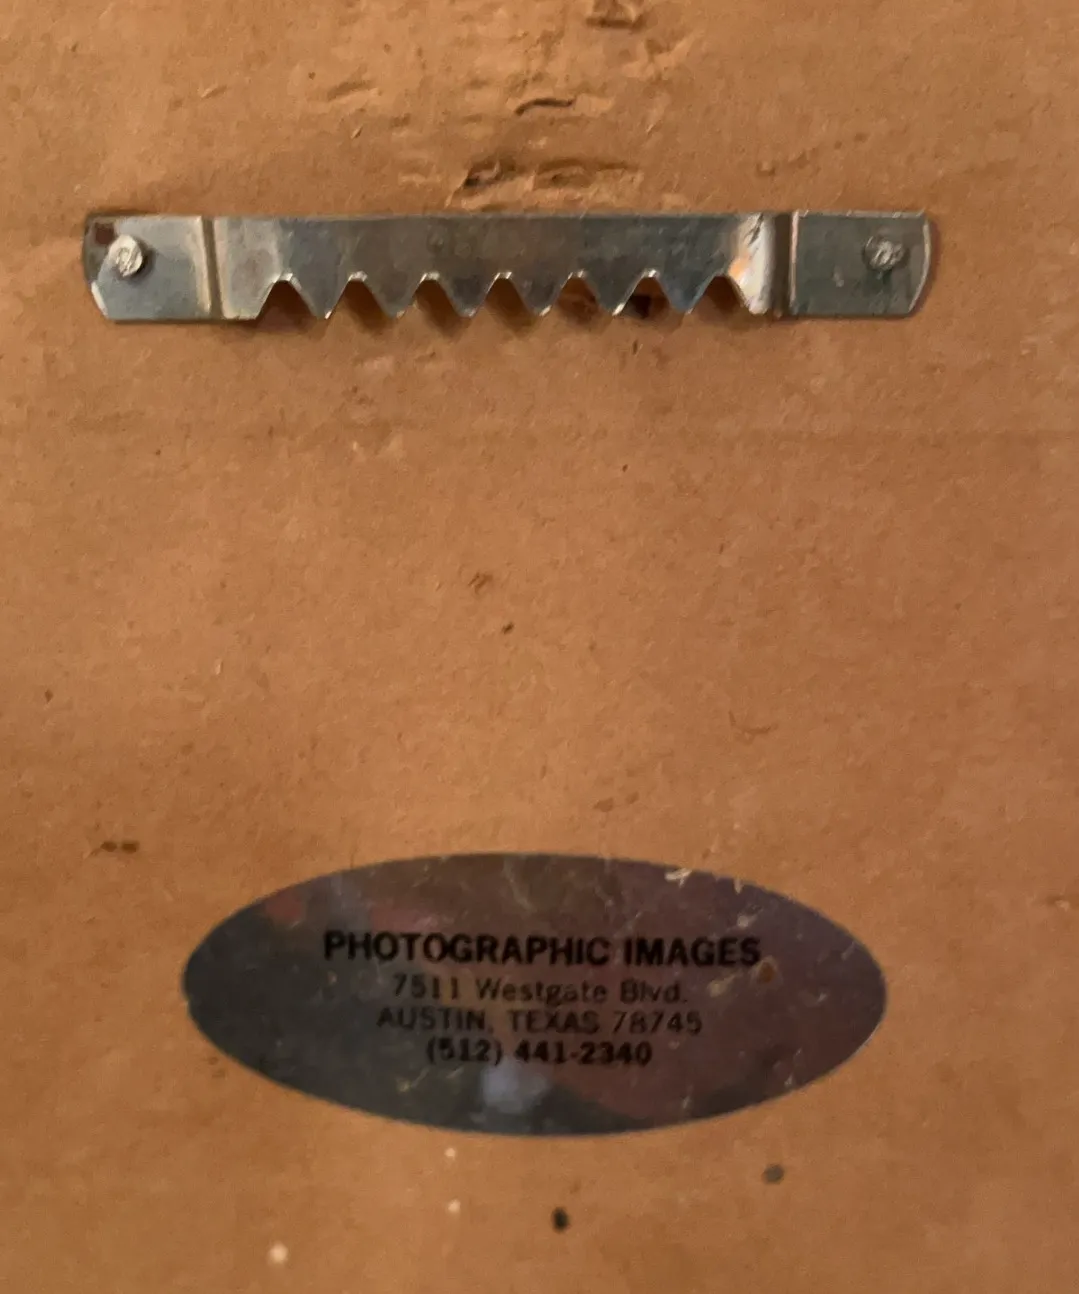 PHOTOGRAPHIC IMAGES
7511 Westgate Blvd.
AUSTIN, TEXAS 78745
(512) 441-2340